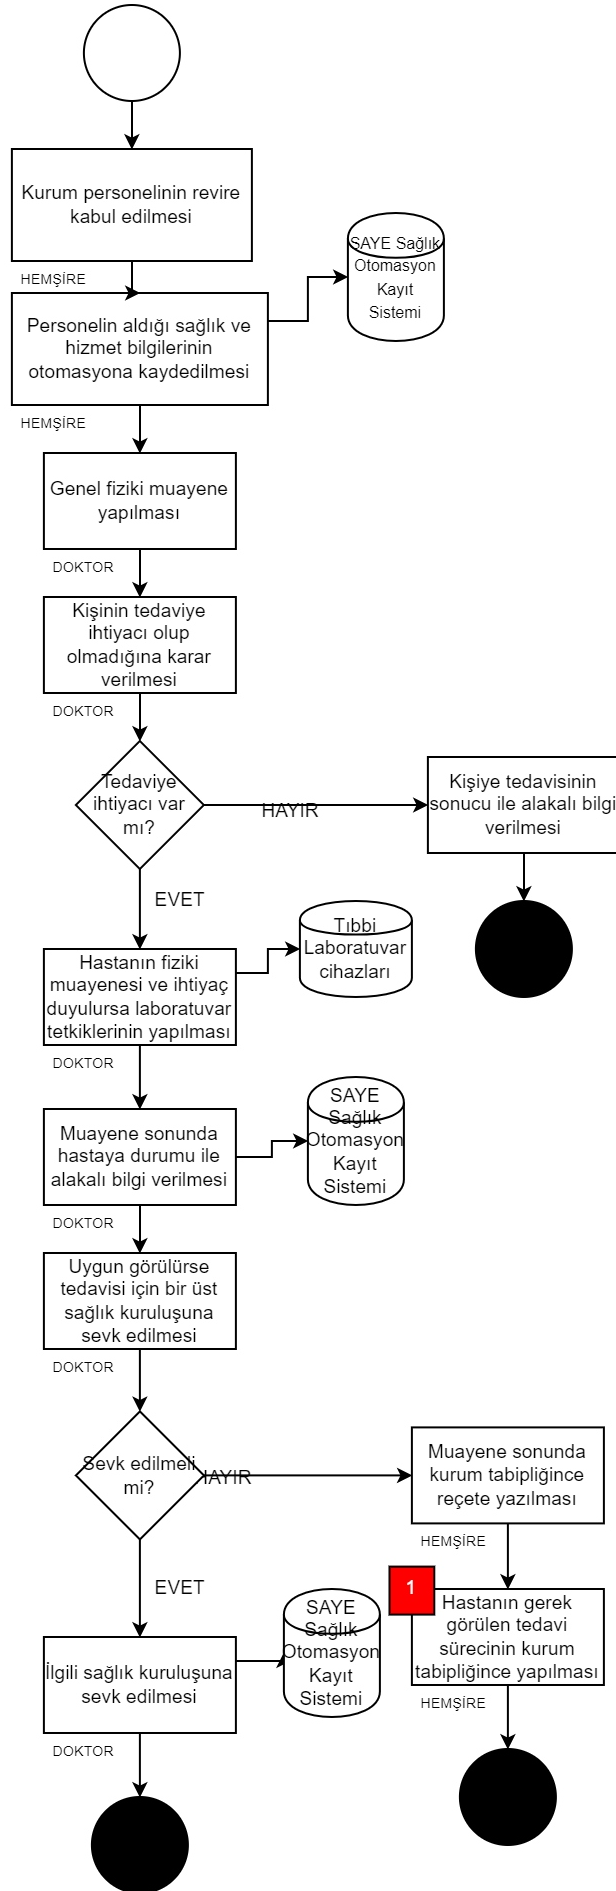 Kurum personelinin revire
kabul edilmesi
HEMŞİRE
SAYE Sağlık
Otomasyon
Kayıt
Sistemi
Personelin aldığı sağlık ve
hizmet bilgilerinin
otomasyona kaydedilmesi
HEMŞİRE
Genel fiziki muayene
yapılması
DOKTOR
Kişinin tedaviye
ihtiyacı olup
olmadığına karar
verilmesi
DOKTOR
Tedaviye
ihtiyacı var
mı?
HAYIR
Kişiye tedavisinin
sonucu ile alakalı bilgi
verilmesi
EVET
Hastanın fiziki
muayenesi ve ihtiyaç
duyulursa laboratuvar
tetkiklerinin yapılması
Tıbbi
Laboratuvar
cihazları
DOKTOR
Muayene sonunda
hastaya durumu ile
alakalı bilgi verilmesi
SAYE
Sağlık
Otomasyon
Kayıt
Sistemi
DOKTOR
Uygun görülürse
tedavisi için bir üst
sağlık kuruluşuna
sevk edilmesi
DOKTOR
Sevk edilmeli
mi?
HAYIR
Muayene sonunda
kurum tabipliğince
reçete yazılması
HEMŞİRE
EVET
1
Hastanın gerek
görülen tedavi
sürecinin kurum
tabipliğince yapılması
HEMŞİRE
İlgili sağlık kuruluşuna
sevk edilmesi
SAYE
Sağlık
Otomasyon
Kayıt
Sistemi
DOKTOR